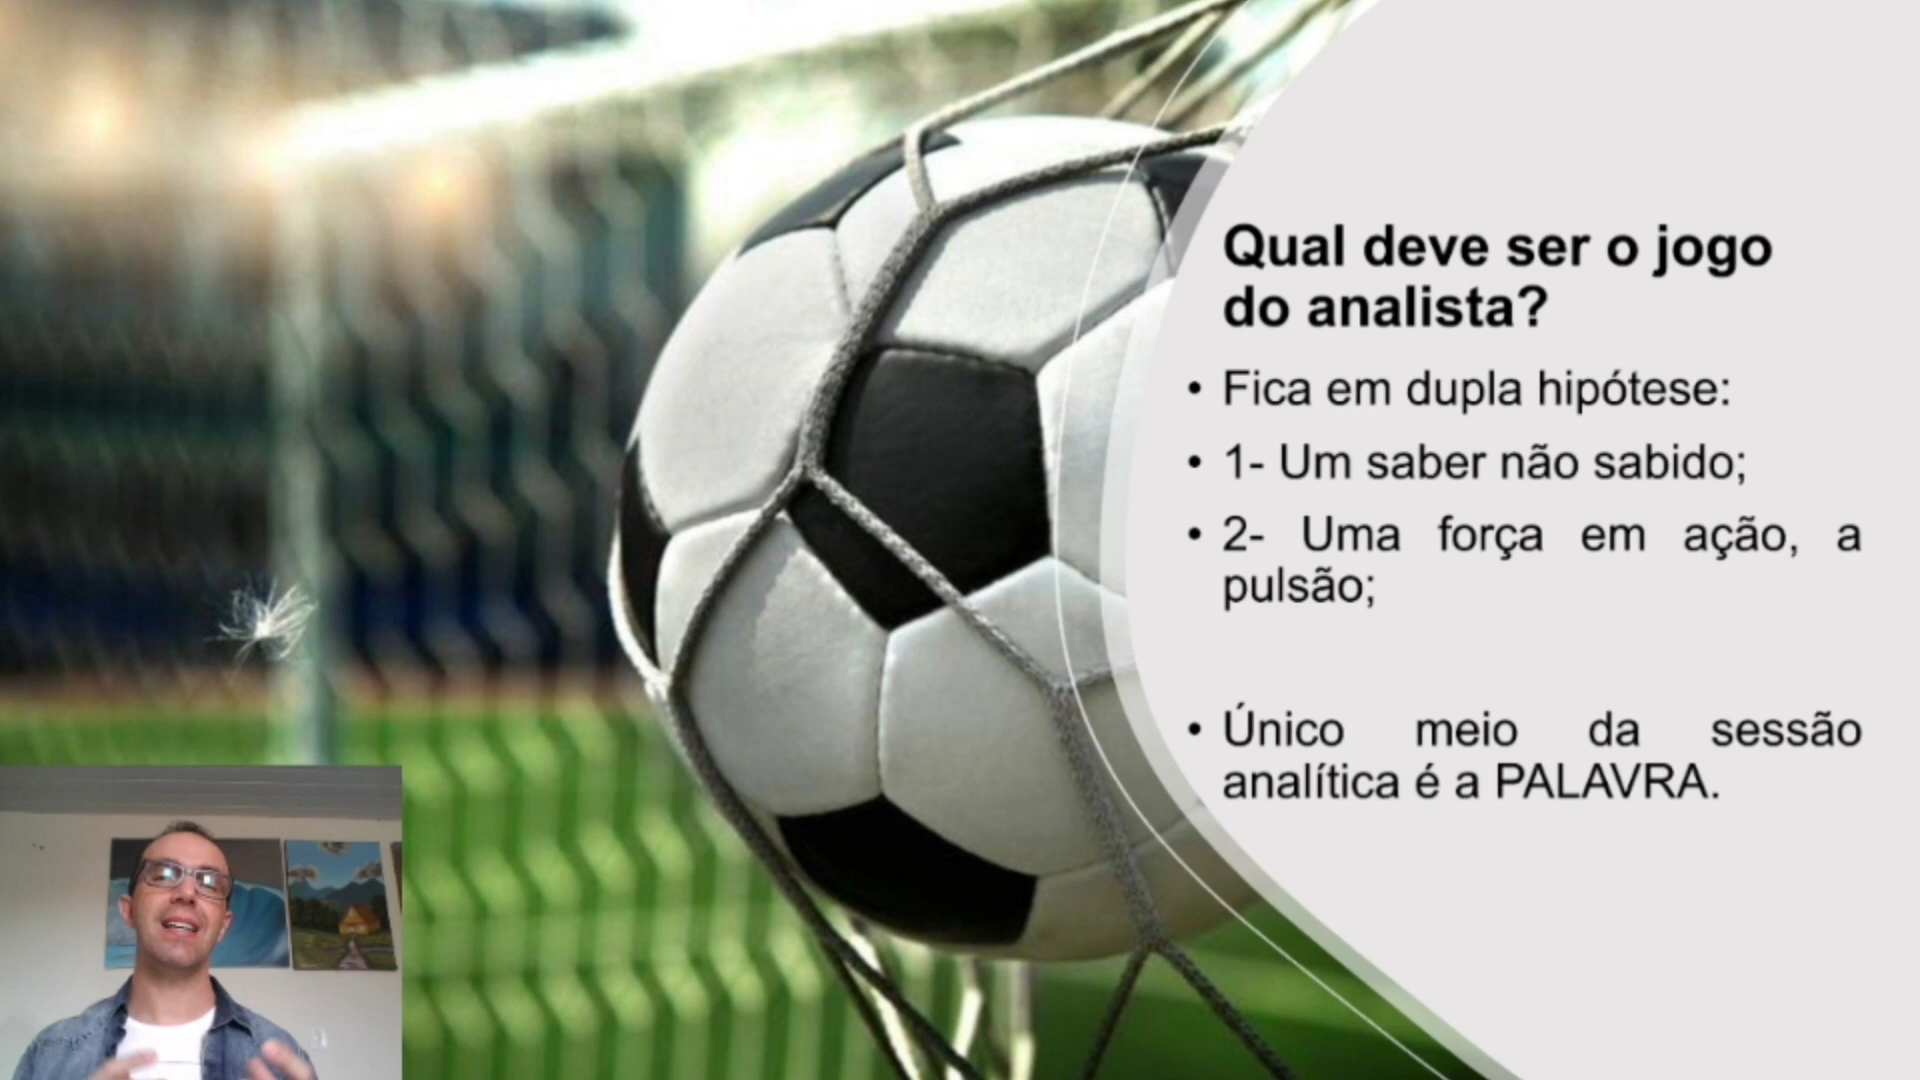 Qual deve ser o jogo
do analista?
• Fica em dupla hipótese:
• 1- Um saber não sabido;
• 2- Uma força em ação, a
pulsão;
• Único meio da sessão
analítica é a PALAVRA.